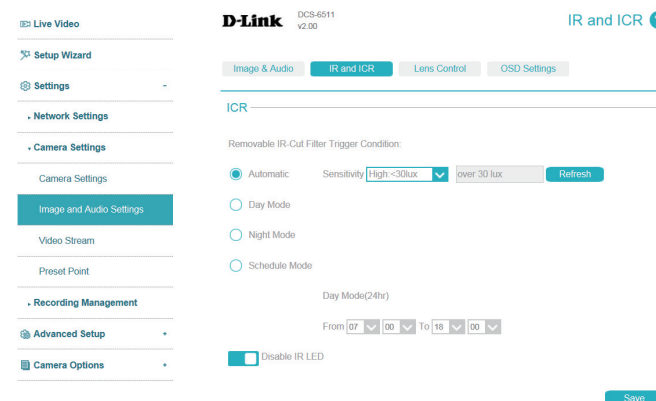 Live Video
Setup Wizard
Settings -
Network Settings
Camera Settings
Camera Settings
Image and Audio Settings
Video Stream
Preset Point
Recording Management
Advanced Setup +
Camera Options +
D-Link DCS-6511
v2.00
IR and ICR
Image & Audio IR and ICR Lens Control OSD Settings
ICR
Removable IR-Cut Filter Trigger Condition:
Automatic Sensitivity High:<30lux over 30 lux Refresh
Day Mode
Night Mode
Schedule Mode
Day Mode(24hr)
From 07 00 To 18 00
Disable IR LED
Save